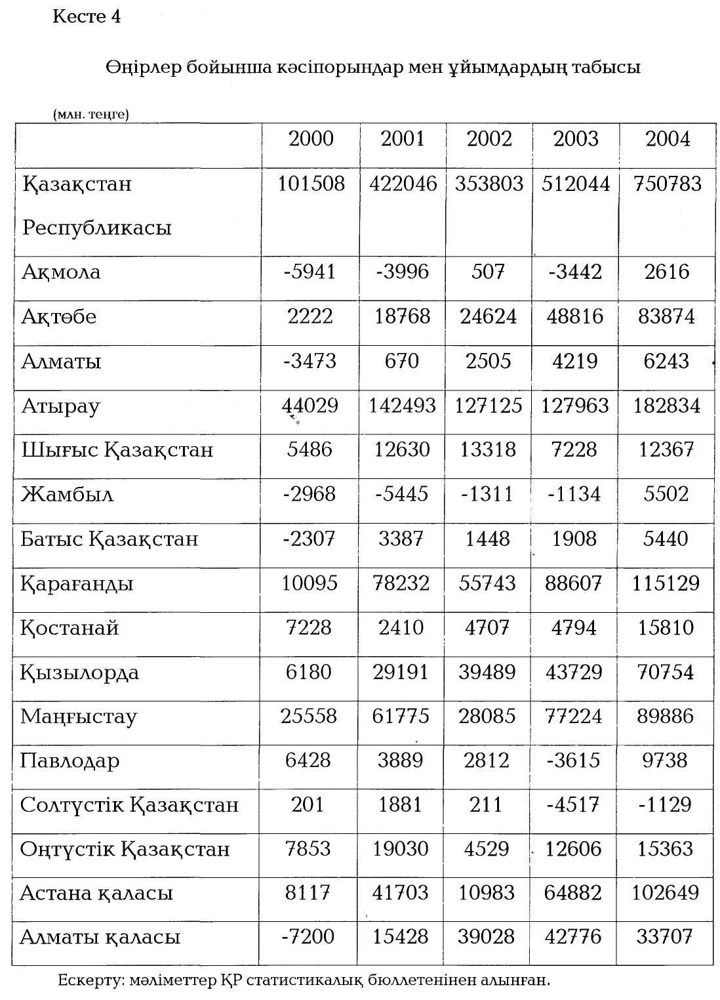 Кесте 4
Өңірлер бойынша кәсіпорындар мен ұйымдардың табысы
(млн. теңге)
2000 2001 2002 2003 2004
Қазақстан 101508 422046 353803 512044 750783
Республикасы
Ақмола -5941 -3996 507 -3442 2616
Ақтөбе 2222 18768 24624 48816 83874
Алматы -3473 670 2505 4219 6243
Атырау 44029 142493 127125 127963 182834
Шығыс Қазақстан 5486 12630 13318 7228 12367
Жамбыл -2968 -5445 -1311 -1134 5502
Батыс Қазақстан -2307 3387 1448 1908 5440
Қарағанды 10095 78232 55743 88607 115129
Қостанай 7228 2410 4707 4794 15810
Қызылорда 6180 29191 39489 43729 70754
Маңғыстау 25558 61775 28085 77224 89886
Павлодар 6428 3889 2812 -3615 9738
Солтүстік Қазақстан 201 1881 211 -4517 -1129
Оңтүстік Қазақстан 7853 19030 4529 12606 15363
Астана қаласы 8117 41703 10983 64882 102649
Алматы қаласы -7200 15428 39028 42776 33707
Ескерту: мәліметтер ҚР статистикалық бюллетенінен алынған.